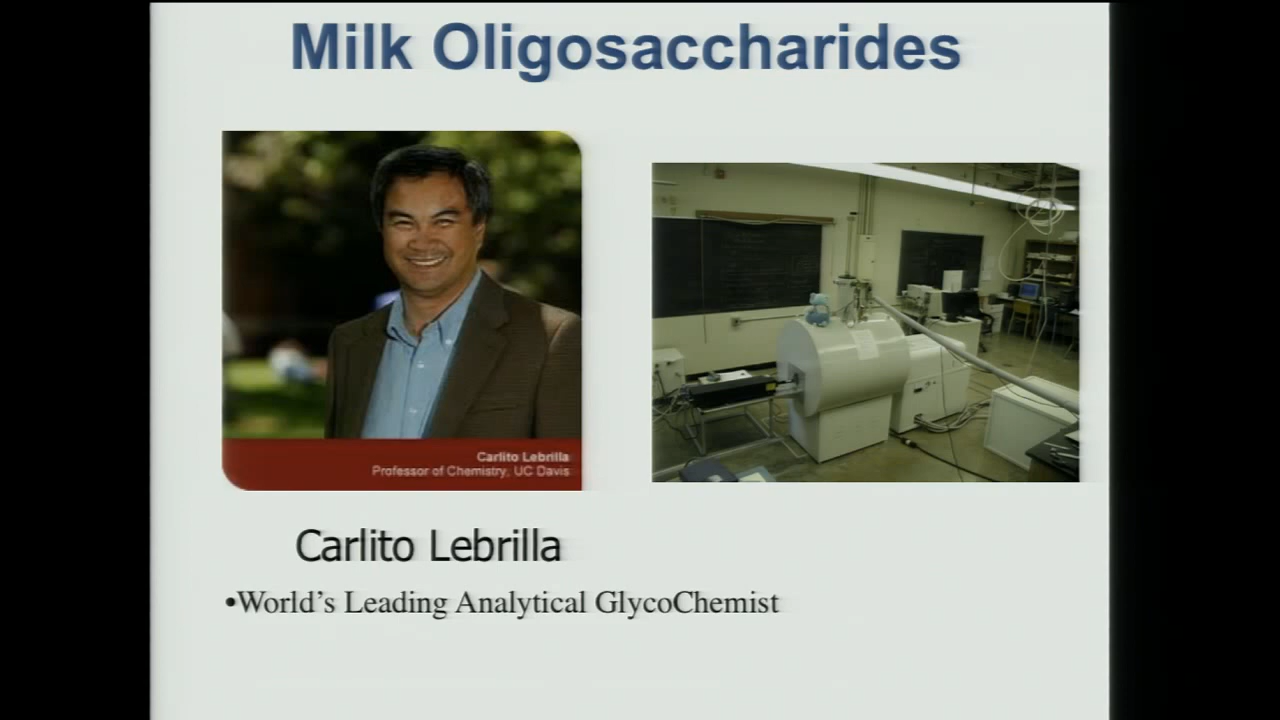 Milk Oligosaccharides
Carlito Lebrilla
Professor of Chemistry, UC Davis
Carlito Lebrilla
•World's Leading Analytical GlycoChemist